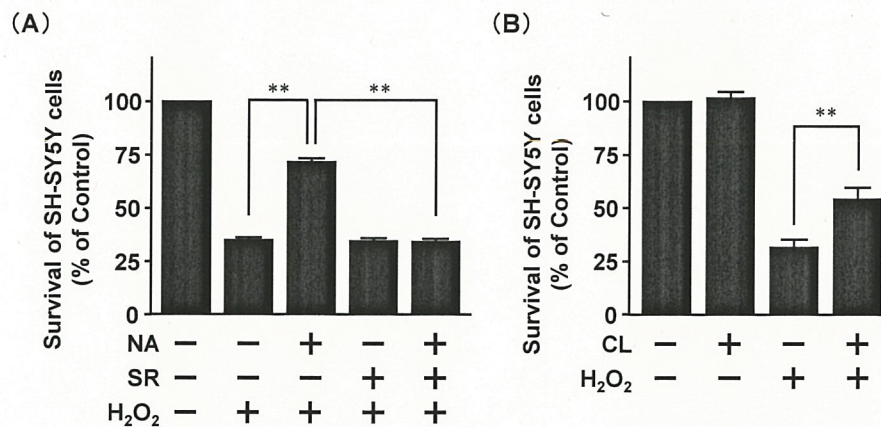 (A)
Survival of SH-SY5Y cells
(% of Control)
100
75
50
25
0
**
**
NA − − + − +
SR − − − + +
H₂O₂ − + + + +
(B)
Survival of SH-SY5Y cells
(% of Control)
100
75
50
25
0
**
CL − + − +
H₂O₂ − − + +